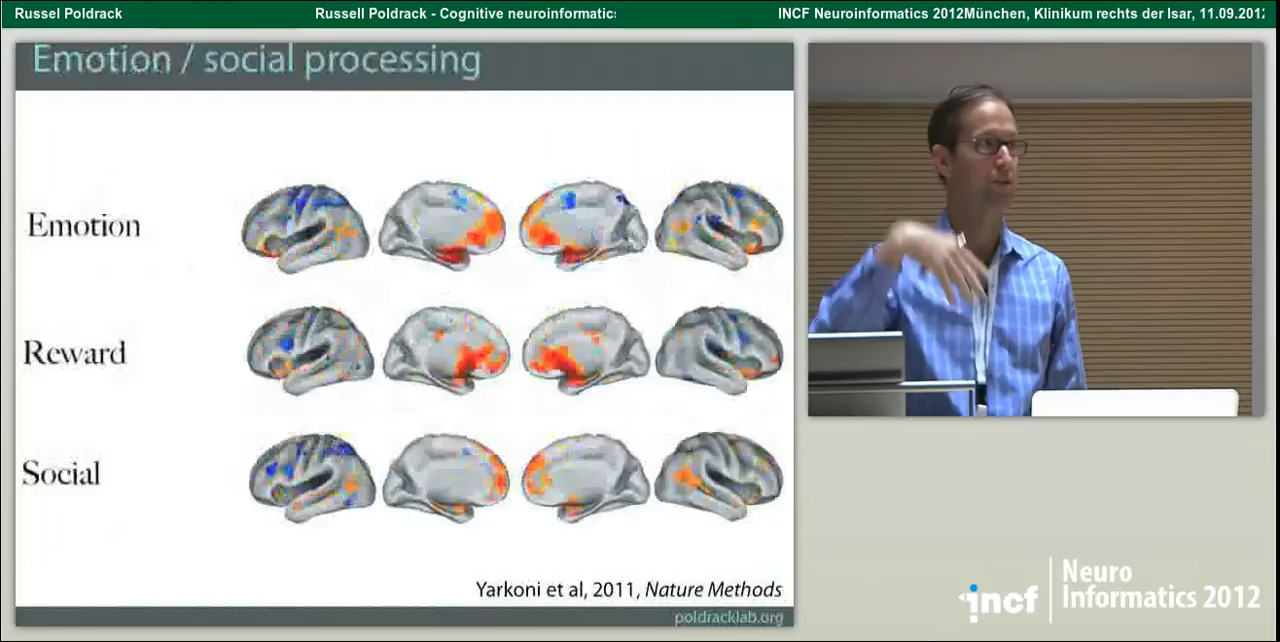 Russel Poldrack
Russell Poldrack - Cognitive neuroinformatics
INCF Neuroinformatics 2012München, Klinikum rechts der Isar, 11.09.2012
Emotion / social processing
Emotion
Reward
Social
Yarkoni et al, 2011, Nature Methods
poldracklab.org
incf
Neuro
Informatics 2012